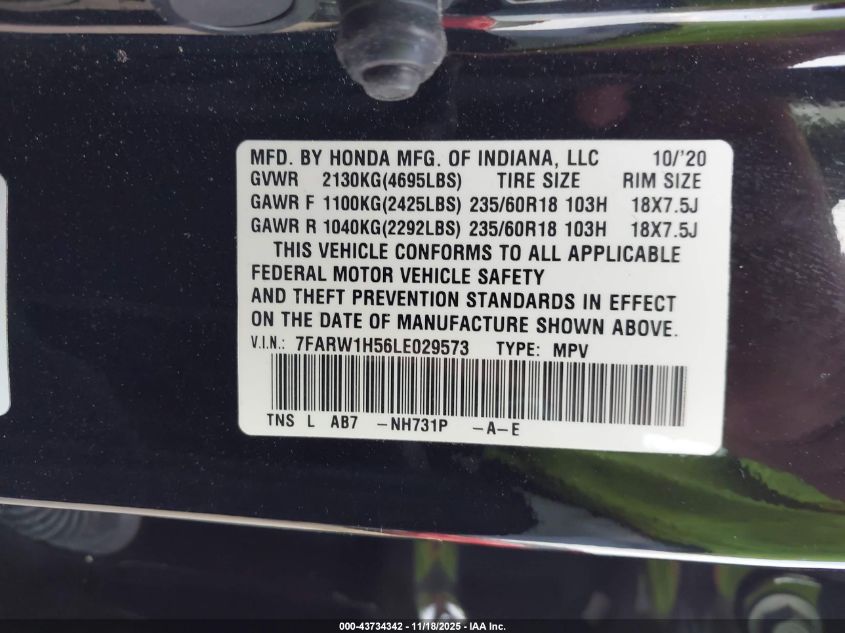 MFD. BY HONDA MFG. OF INDIANA, LLC 10/'20
GVWR 2130KG(4695LBS) TIRE SIZE RIM SIZE
GAWR F 1100KG(2425LBS) 235/60R18 103H 18X7.5J
GAWR R 1040KG(2292LBS) 235/60R18 103H 18X7.5J
THIS VEHICLE CONFORMS TO ALL APPLICABLE
FEDERAL MOTOR VEHICLE SAFETY
AND THEFT PREVENTION STANDARDS IN EFFECT
ON THE DATE OF MANUFACTURE SHOWN ABOVE.
V.I.N.: 7FARW1H56LE029573 TYPE: MPV
TNS L AB7 -NH731P -A-E
000-43734342 - 11/18/2025 - IAA Inc.